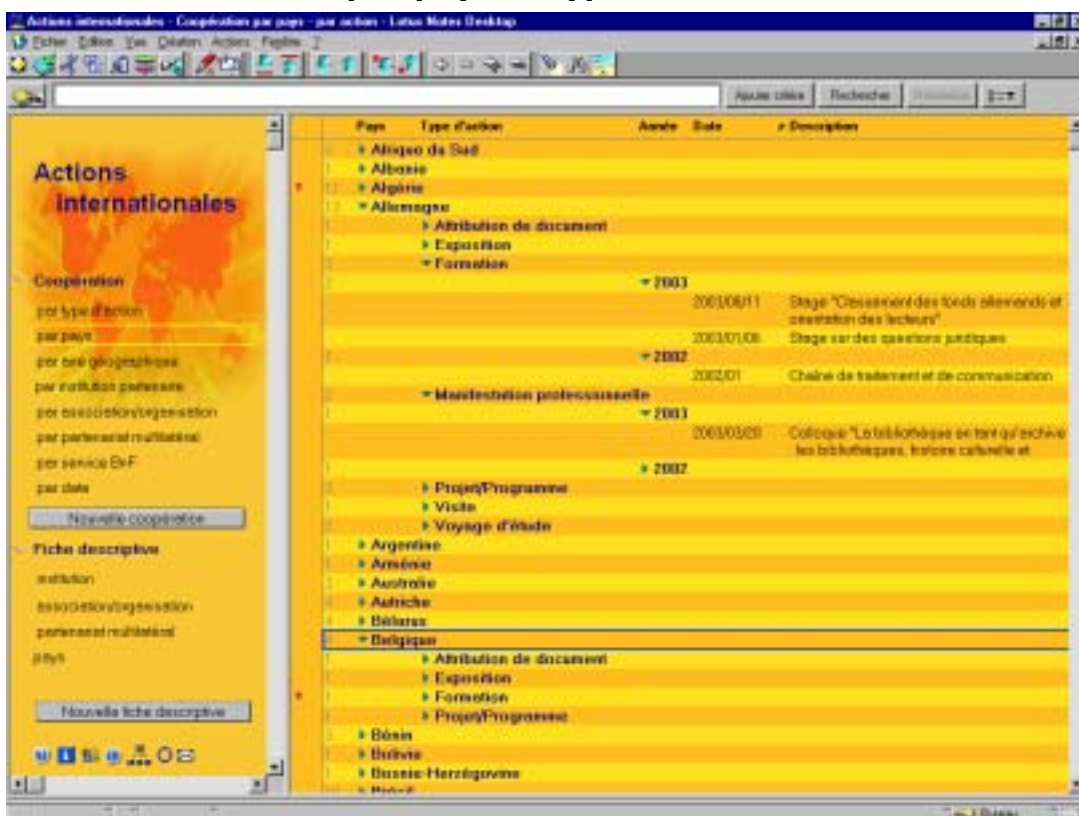 Actions internationales - Coopération par pays - par action - Lotus Notes Desktop
Fichier Edition Vue Création Actions Fenêtre ?
Ajouter critère Rechercher
Actions
internationales
Coopération
par type d'action
par pays
par aire géographique
par institution partenaire
par association/organisation
par partenariat multilatéral
par service BnF
par date
Nouvelle coopération
Fiche descriptive
institution
association/organisation
partenariat multilatéral
pays
Nouvelle fiche descriptive
Pays Type d'action Année Date Description
Afrique du Sud
Albanie
Algérie
Allemagne
Attribution de document
Exposition
Formation
2003
2003/08/11 Stage "Classement des fonds allemands et
orientation des lecteurs"
2003/01/06 Stage sur des questions juridiques
2002
2002/01 Chaîne de traitement et de communication
Manifestation professionnelle
2003
2003/03/20 Colloque "La bibliothèque en tant qu'archive
les bibliothèques, histoire culturelle et
2002
Projet/Programme
Visite
Voyage d'étude
Argentine
Arménie
Australie
Autriche
Bélarus
Belgique
Attribution de document
Exposition
Formation
Projet/Programme
Bénin
Bolivie
Bosnie-Herzégovine
Brésil